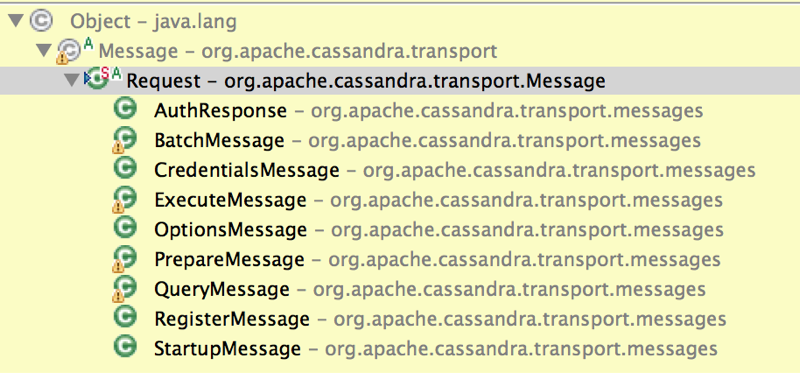 Object – java.lang
A Message – org.apache.cassandra.transport
S A Request – org.apache.cassandra.transport.Message
C AuthResponse – org.apache.cassandra.transport.messages
C BatchMessage – org.apache.cassandra.transport.messages
C CredentialsMessage – org.apache.cassandra.transport.messages
C ExecuteMessage – org.apache.cassandra.transport.messages
C OptionsMessage – org.apache.cassandra.transport.messages
C PrepareMessage – org.apache.cassandra.transport.messages
C QueryMessage – org.apache.cassandra.transport.messages
C RegisterMessage – org.apache.cassandra.transport.messages
C StartupMessage – org.apache.cassandra.transport.messages